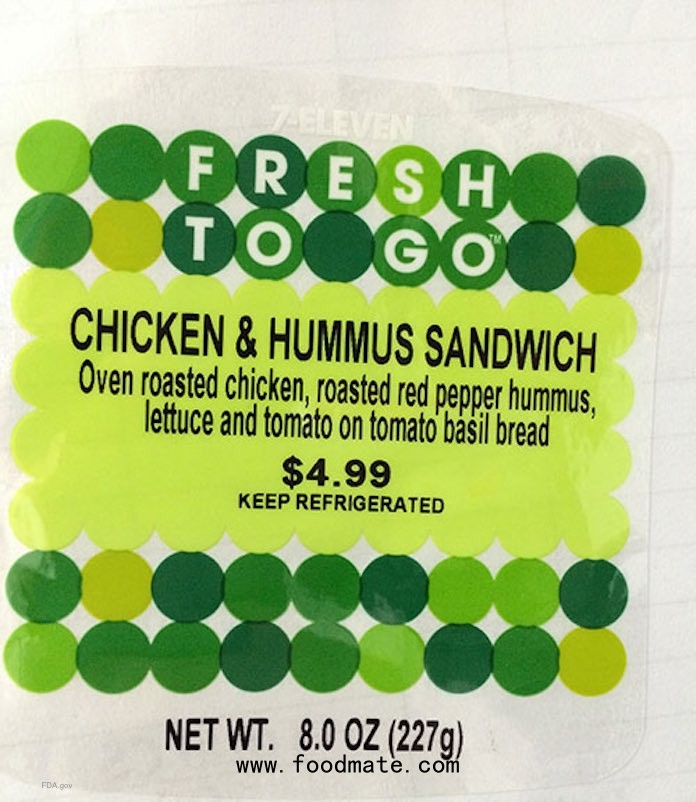 7-ELEVEN
FRESH
TO GO™
CHICKEN & HUMMUS SANDWICH
Oven roasted chicken, roasted red pepper hummus,
lettuce and tomato on tomato basil bread
$4.99
KEEP REFRIGERATED
NET WT. 8.0 OZ (227g)
www.foodmate.com
FDA.gov